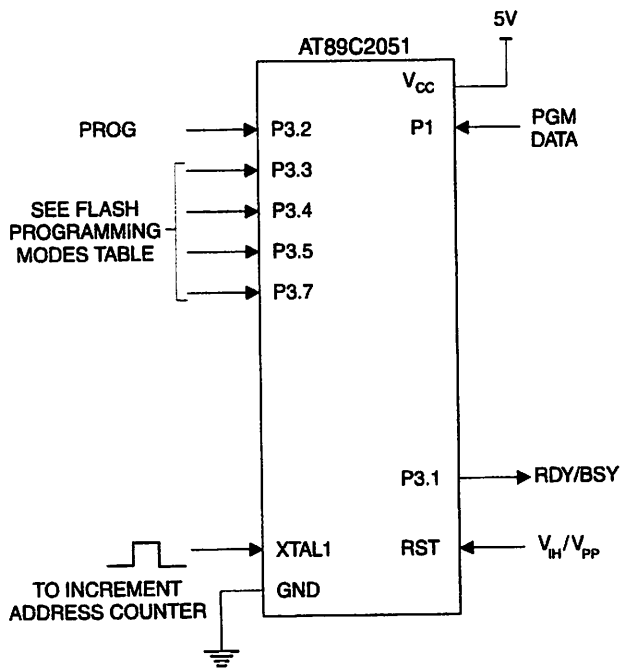 5V
AT89C2051
VCC
PROG
P3.2
P1
PGM
DATA
P3.3
SEE FLASH
PROGRAMMING
MODES TABLE
P3.4
P3.5
P3.7
P3.1
RDY/BSY
XTAL1
RST
VIH/VPP
TO INCREMENT
ADDRESS COUNTER
GND